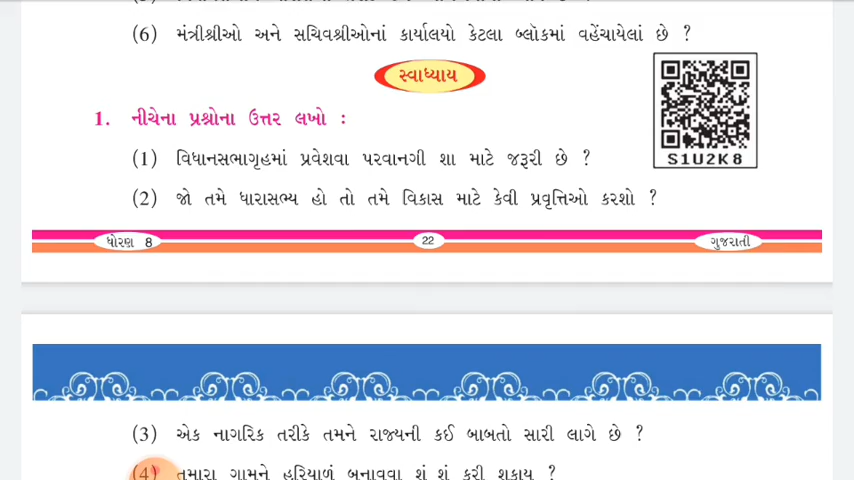 (6) મંત્રીશ્રીઓ અને સચિવશ્રીઓનાં કાર્યાલયો કેટલા બ્લૉકમાં વહેંચાયેલાં છે ?
સ્વાધ્યાય
1. નીચેના પ્રશ્નોના ઉત્તર લખો :
(1) વિધાનસભાગૃહમાં પ્રવેશવા પરવાનગી શા માટે જરૂરી છે ?
S1U2K8
(2) જો તમે ધારાસભ્ય હો તો તમે વિકાસ માટે કેવી પ્રવૃત્તિઓ કરશો ?
ધોરણ 8 22 ગુજરાતી
(3) એક નાગરિક તરીકે તમને રાજ્યની કઈ બાબતો સારી લાગે છે ?
(4) તમારા ગામને હરિયાળું બનાવવા શું શું કરી શકાય ?